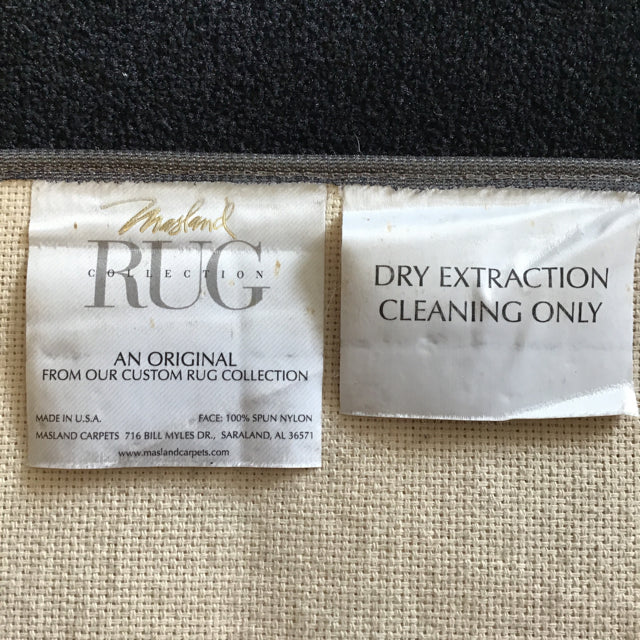 Masland
RUG
COLLECTION
AN ORIGINAL
FROM OUR CUSTOM RUG COLLECTION
MADE IN U.S.A. FACE: 100% SPUN NYLON
MASLAND CARPETS 716 BILL MYLES DR., SARALAND, AL 36571
www.maslandcarpets.com
DRY EXTRACTION
CLEANING ONLY